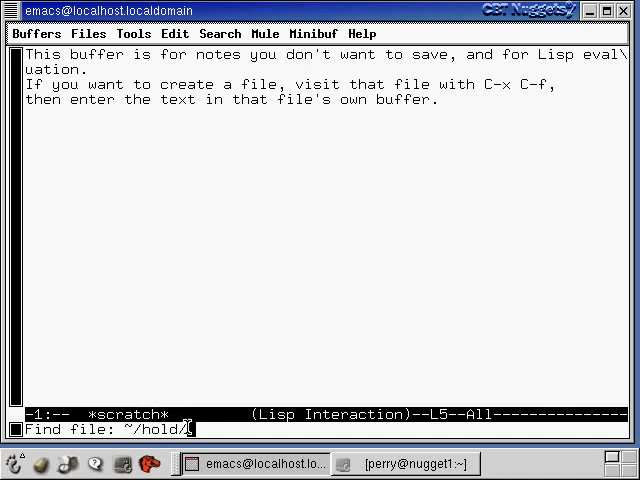 emacs@localhost.localdomain
CBT Nuggets
Buffers Files Tools Edit Search Mule Minibuf Help
This buffer is for notes you don't want to save, and for Lisp eval\
uation.
If you want to create a file, visit that file with C-x C-f,
then enter the text in that file's own buffer.
-1:-- *scratch* (Lisp Interaction)--L5--All---------------
Find file: ~/hold/
emacs@localhost.lo...
[perry@nugget1:~]